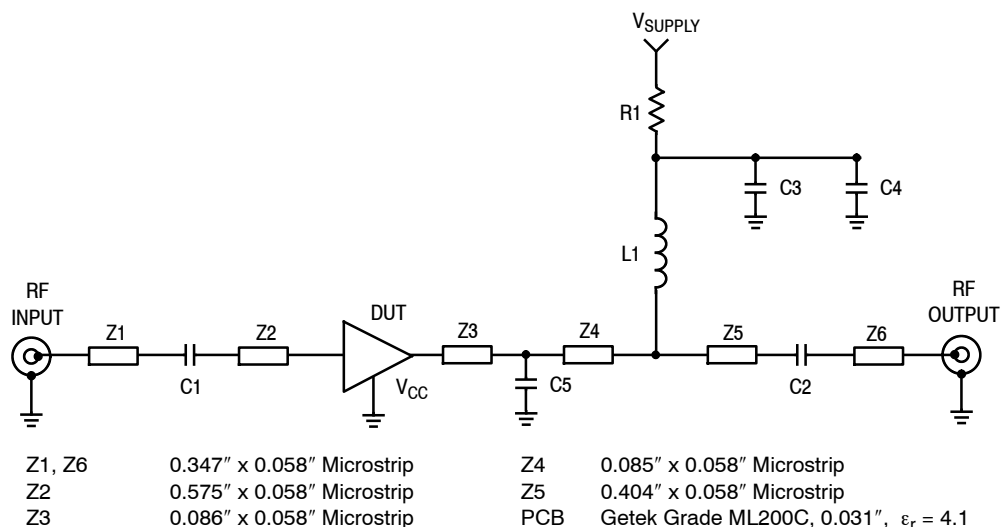 V_SUPPLY
R1
C3
C4
L1
RF
INPUT
Z1
C1
Z2
DUT
V_CC
Z3
C5
Z4
Z5
C2
Z6
RF
OUTPUT
Z1, Z6 0.347″ x 0.058″ Microstrip
Z2 0.575″ x 0.058″ Microstrip
Z3 0.086″ x 0.058″ Microstrip
Z4 0.085″ x 0.058″ Microstrip
Z5 0.404″ x 0.058″ Microstrip
PCB Getek Grade ML200C, 0.031″, ε_r = 4.1